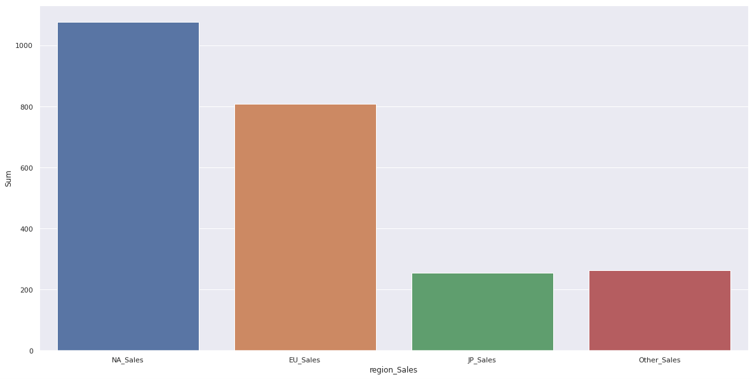 1000
800
600
400
200
0
Sum
NA_Sales
EU_Sales
JP_Sales
Other_Sales
region_Sales